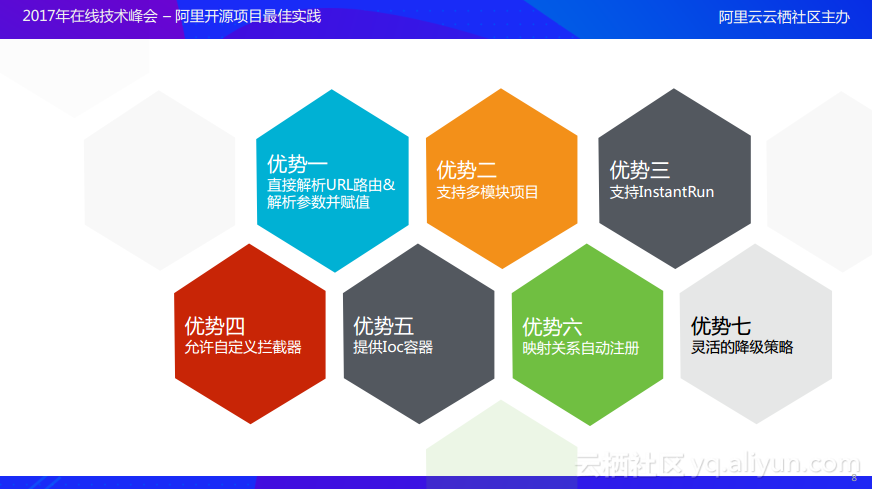 2017年在线技术峰会 – 阿里开源项目最佳实践
阿里云云栖社区主办
优势一
直接解析URL路由&
解析参数并赋值
优势二
支持多模块项目
优势三
支持InstantRun
优势四
允许自定义拦截器
优势五
提供Ioc容器
优势六
映射关系自动注册
优势七
灵活的降级策略
云栖社区 yq.aliyun.com
8